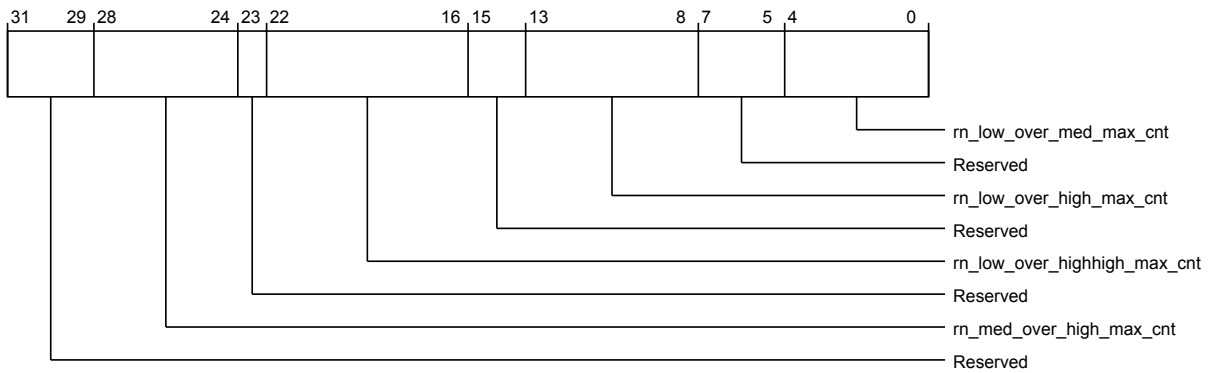 31 29 28 24 23 22 16 15 13 8 7 5 4 0
rn_low_over_med_max_cnt
Reserved
rn_low_over_high_max_cnt
Reserved
rn_low_over_highhigh_max_cnt
Reserved
rn_med_over_high_max_cnt
Reserved